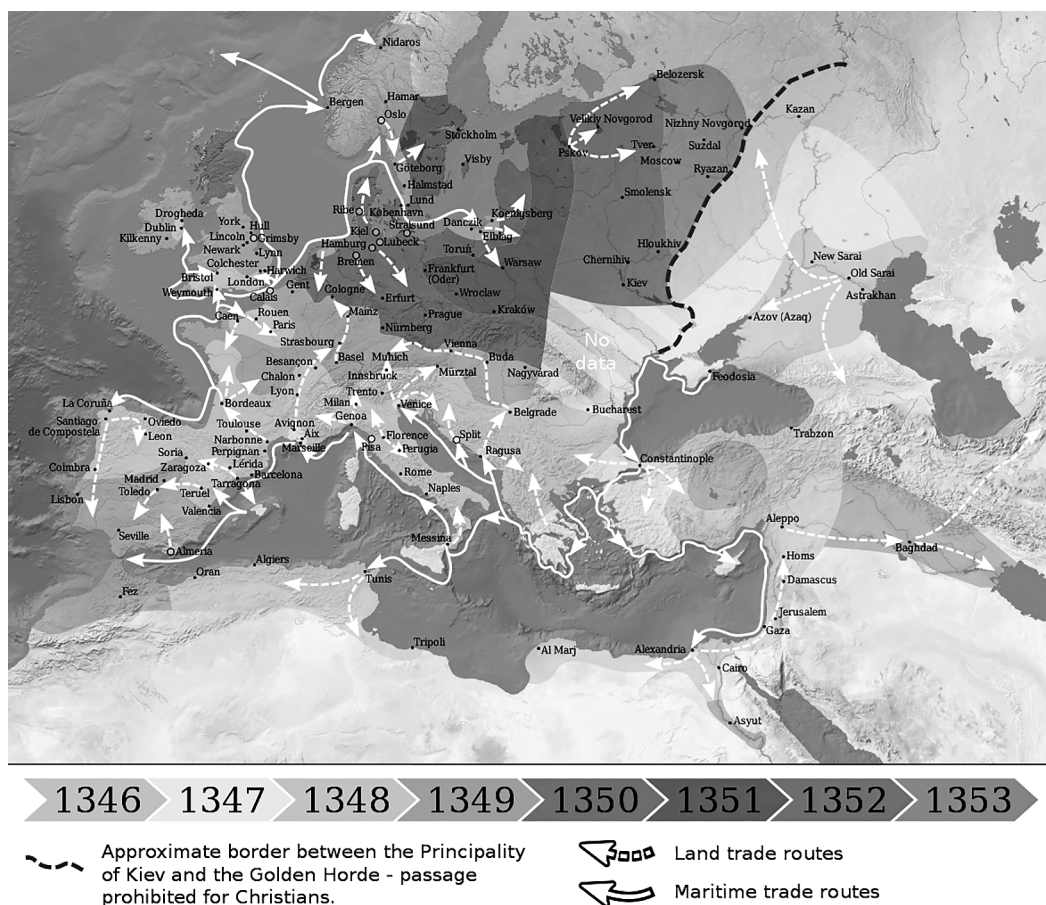 Nidaros
Bergen
Hamar
Oslo
Stockholm
Göteborg
Visby
Halmstad
Lund
Ribe
København
Stralsund
Danczik
Koenigsberg
Elbląg
Kiel
Lubeck
Hamburg
Bremen
Toruń
Warsaw
Frankfurt
(Oder)
Wroclaw
Kraków
Erfurt
Prague
Nürnberg
Cologne
Mainz
Strasbourg
Basel
Munich
Vienna
Buda
Nagyvárad
Innsbruck
Mürztal
Trento
Belozersk
Velikiy Novgorod
Nizhny Novgorod
Pskov
Tver
Suzdal
Moscow
Ryazan
Kazan
Smolensk
Hloukhiv
Chernihiv
Kiev
New Sarai
Old Sarai
Astrakhan
Azov (Azaq)
Feodosia
No
data
Drogheda
Dublin
Kilkenny
York
Hull
Lincoln
Grimsby
Newark
Lynn
Colchester
Harwich
Bristol
London
Weymouth
Calais
Gent
Caen
Rouen
Paris
Besançon
Chalon
Lyon
Bordeaux
Toulouse
Avignon
Aix
Narbonne
Marseille
Perpignan
La Coruña
Santiago
de Compostela
Oviedo
Leon
Soria
Zaragoza
Lérida
Barcelona
Tarragona
Coimbra
Madrid
Toledo
Teruel
Lisbon
Valencia
Seville
Almeria
Milan
Venice
Genoa
Pisa
Florence
Perugia
Split
Ragusa
Rome
Naples
Messina
Belgrade
Bucharest
Constantinople
Trabzon
Aleppo
Homs
Baghdad
Damascus
Jerusalem
Gaza
Alexandria
Cairo
Asyut
Al Marj
Tripoli
Tunis
Algiers
Oran
Fez
1346 1347 1348 1349 1350 1351 1352 1353
Approximate border between the Principality
of Kiev and the Golden Horde - passage
prohibited for Christians.
Land trade routes
Maritime trade routes